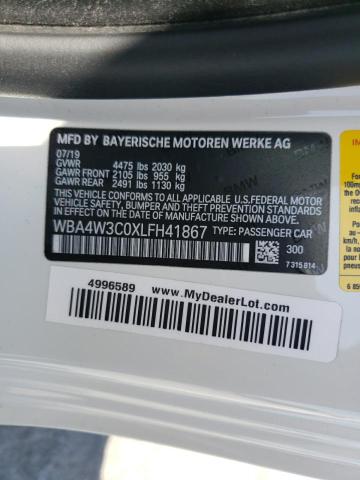 MFD BY BAYERISCHE MOTOREN WERKE AG
07/19
GVWR 4475 lbs 2030 kg
GAWR FRONT 2105 lbs 955 kg
GAWR REAR 2491 lbs 1130 kg
THIS VEHICLE CONFORMS TO ALL APPLICABLE
U.S.FEDERAL MOTOR
VEHICLE SAFETY, BUMPER AND THEFT PREVENTION
STANDARDS IN EFFECT ON THE DATE OF
MANUFACTURE SHOWN ABOVE.
WBA4W3C0XLFH41867 TYPE: PASSENGER CAR
300
7 315 814
4996589
www.MyDealerLot.com